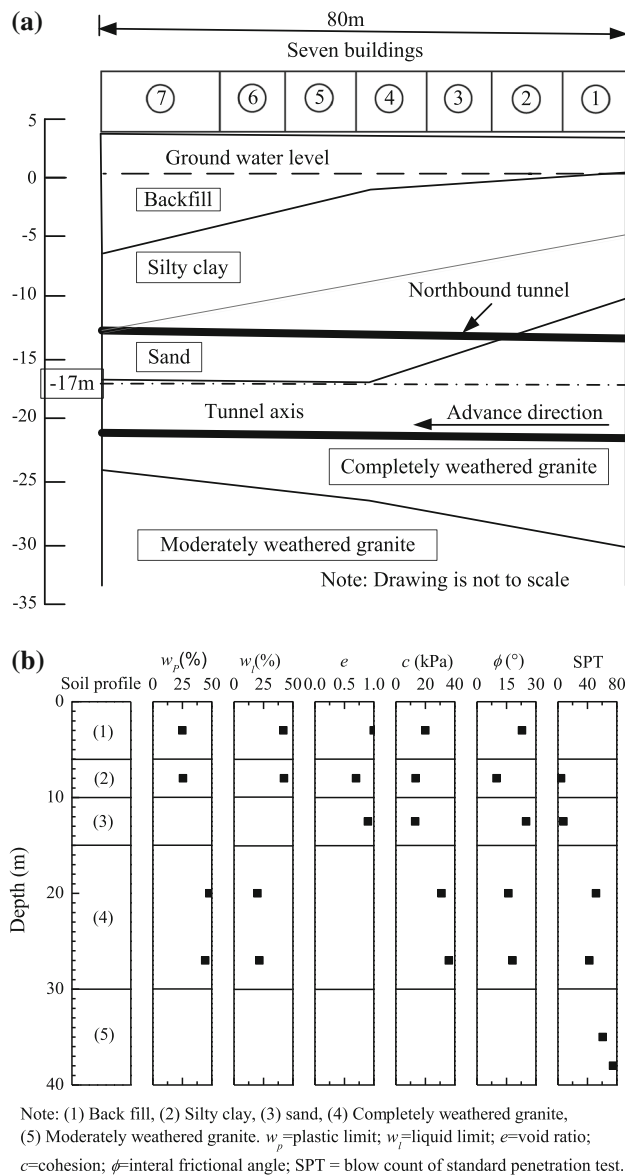 (a)
80m
Seven buildings
7 6 5 4 3 2 1
5
Ground water level
0
Backfill
-5
Silty clay
-10
Northbound tunnel
-15
Sand
-17m
-20
Tunnel axis
Advance direction
-25
Completely weathered granite
-30
Moderately weathered granite
Note: Drawing is not to scale
-35
(b)
w_P(%) w_l(%) e c (kPa) ϕ (°) SPT
Soil profile 0 25 50 0 25 50 0.0 0.5 1.0 0 20 40 0 15 30 0 40 80
0
(1)
(2)
10
(3)
Depth (m)
20
(4)
30
(5)
40
Note: (1) Back fill, (2) Silty clay, (3) sand, (4) Completely weathered granite,
(5) Moderately weathered granite. w_p=plastic limit; w_l=liquid limit; e=void ratio;
c=cohesion; ϕ=interal frictional angle; SPT = blow count of standard penetration test.